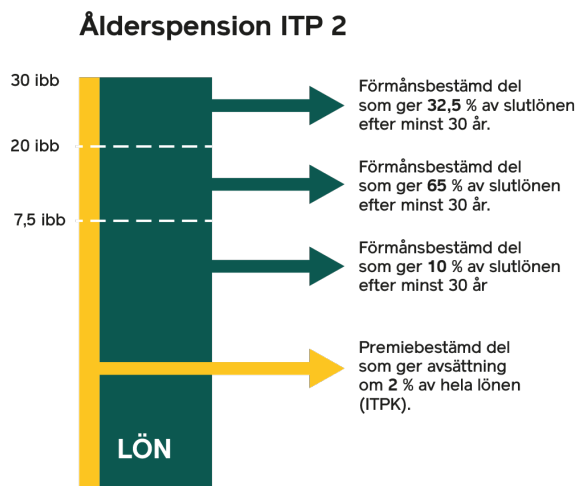 Ålderspension ITP 2
30 ibb
Förmånsbestämd del
som ger 32,5 % av slutlönen
efter minst 30 år.
20 ibb
Förmånsbestämd del
som ger 65 % av slutlönen
efter minst 30 år.
7,5 ibb
Förmånsbestämd del
som ger 10 % av slutlönen
efter minst 30 år
Premiebestämd del
som ger avsättning
om 2 % av hela lönen
(ITPK).
LÖN